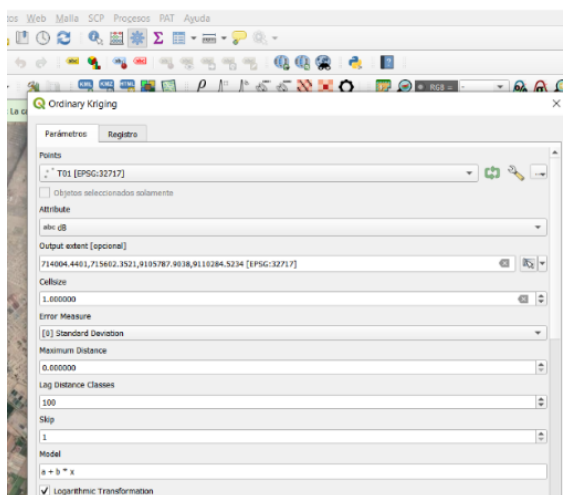 Web Malla SCP Procesos PAT Ayuda
RGB =
Ordinary Kriging
Parámetros Registro
Points
T01 [EPSG:32717]
Objetos seleccionados solamente
Attribute
abc dB
Output extent [opcional]
714004.4401,715602.3521,9105787.9038,9110284.5234 [EPSG:32717]
Cellsize
1.000000
Error Measure
[0] Standard Deviation
Maximum Distance
0.000000
Lag Distance Classes
100
Skip
1
Model
a + b * x
Logarithmic Transformation